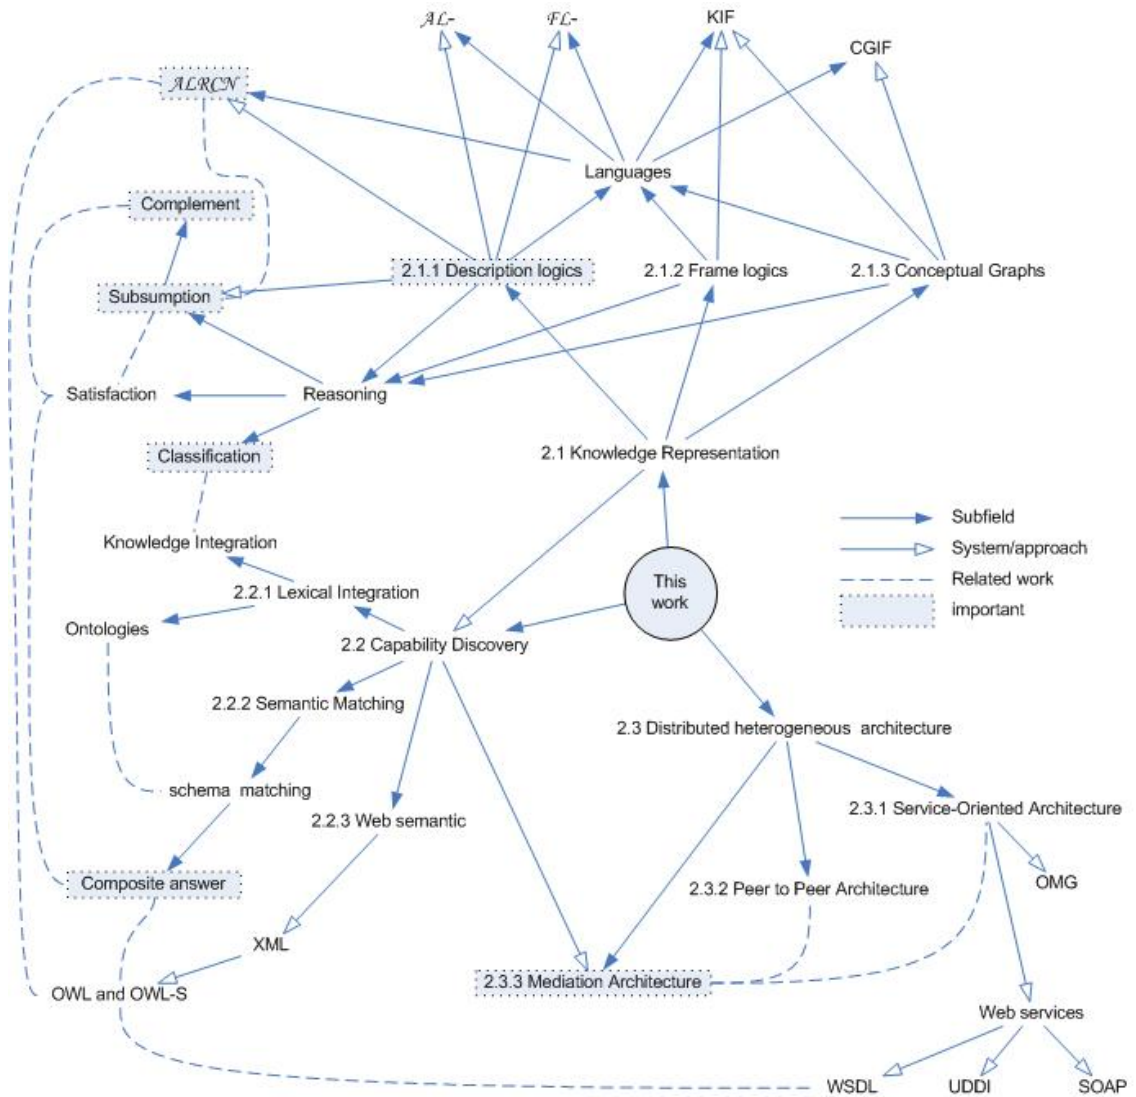 AL-
FL-
KIF
CGIF
ALRCN
Languages
Complement
2.1.1 Description logics
2.1.2 Frame logics
2.1.3 Conceptual Graphs
Subsumption
Satisfaction
Reasoning
Classification
2.1 Knowledge Representation
Knowledge Integration
Subfield
System/approach
Related work
important
This
work
2.2.1 Lexical Integration
Ontologies
2.2 Capability Discovery
2.2.2 Semantic Matching
2.3 Distributed heterogeneous architecture
schema matching
2.2.3 Web semantic
2.3.1 Service-Oriented Architecture
Composite answer
2.3.2 Peer to Peer Architecture
OMG
XML
OWL and OWL-S
2.3.3 Mediation Architecture
Web services
WSDL
UDDI
SOAP